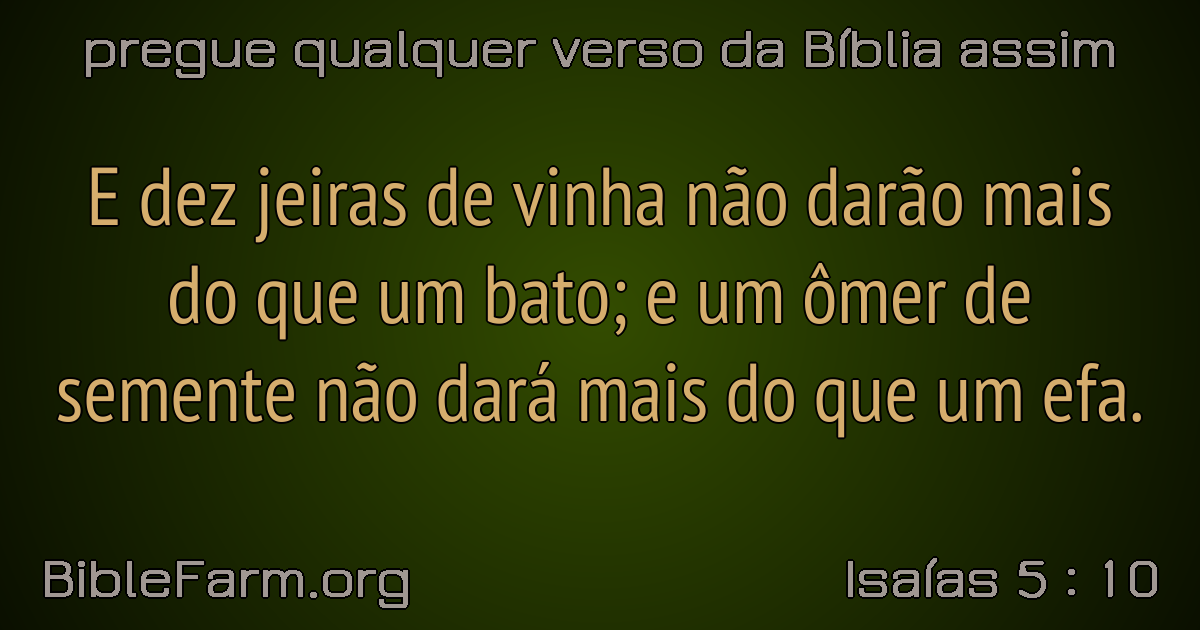 pregue qualquer verso da Bíblia assim
E dez jeiras de vinha não darão mais
do que um bato; e um ômer de
semente não dará mais do que um efa.
BibleFarm.org
Isaías 5 : 10